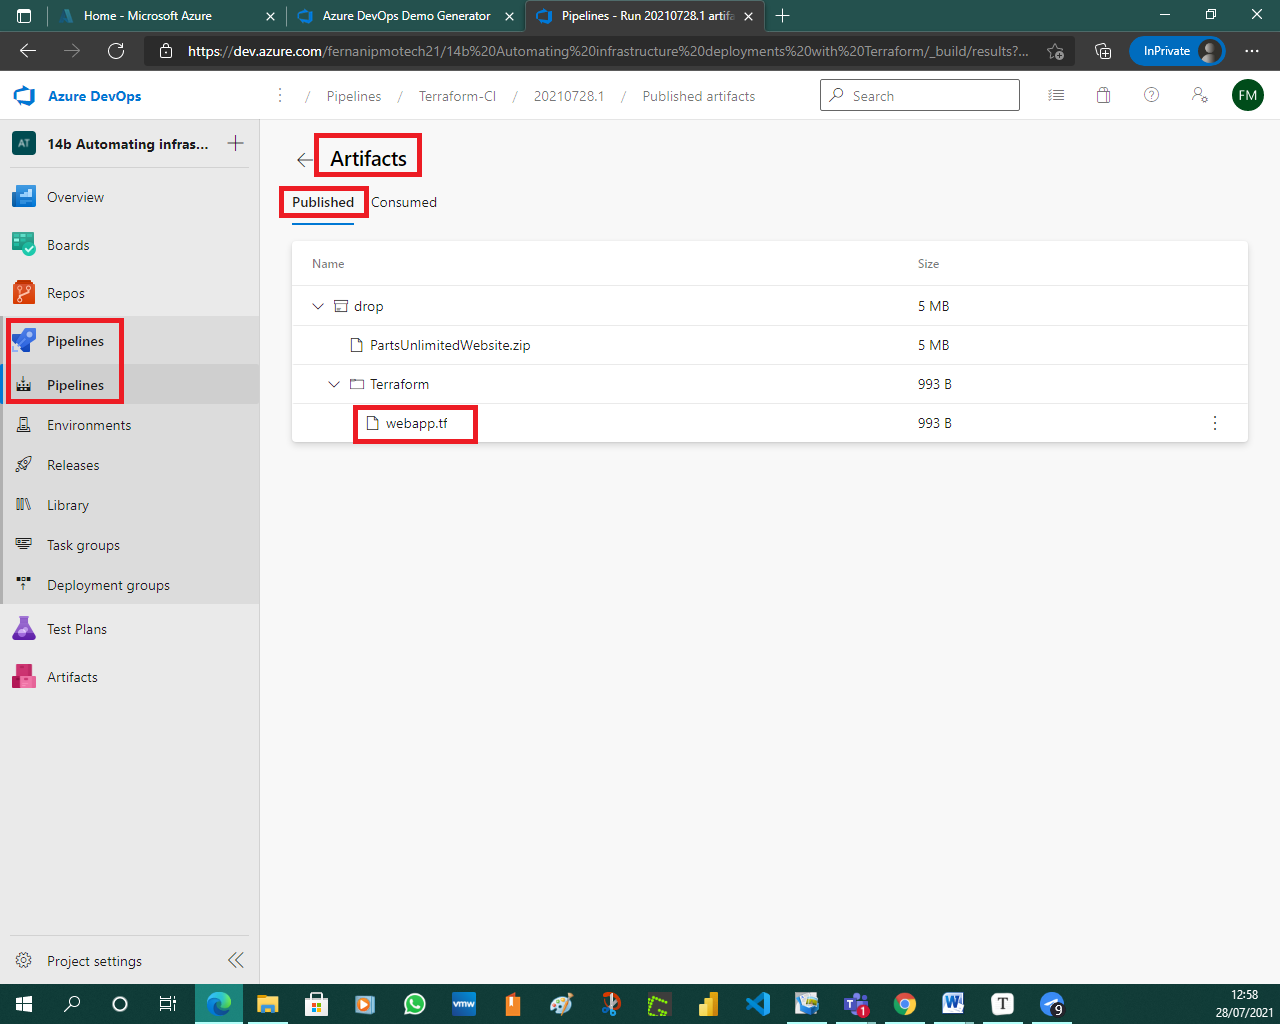 Home - Microsoft Azure
Azure DevOps Demo Generator
Pipelines - Run 20210728.1 artifa
https://dev.azure.com/fernanipmotech21/14b%20Automating%20infrastructure%20deployments%20with%20Terraform/_build/results?...
InPrivate
Azure DevOps
/ Pipelines / Terraform-CI / 20210728.1 / Published artifacts
Search
FM
AT
14b Automating infras...
Overview
Boards
Repos
Pipelines
Pipelines
Environments
Releases
Library
Task groups
Deployment groups
Test Plans
Artifacts
Project settings
Artifacts
Published Consumed
Name Size
drop 5 MB
PartsUnlimitedWebsite.zip 5 MB
Terraform 993 B
webapp.tf 993 B
vmw
1
W
T
9
12:58
28/07/2021